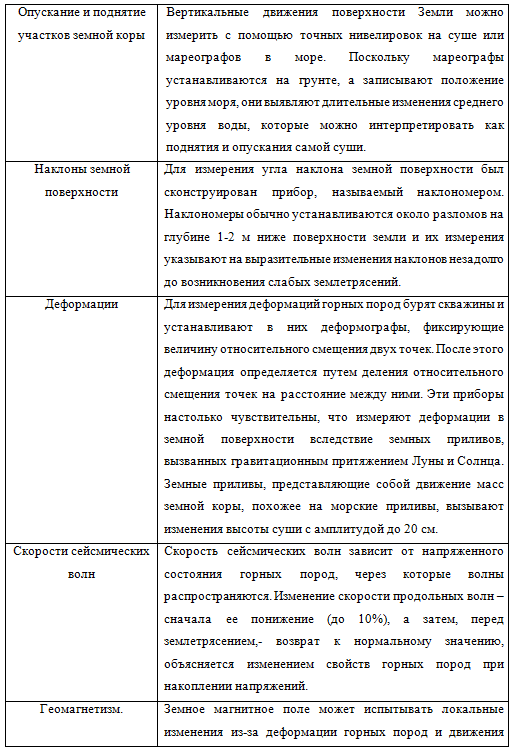 Опускание и поднятие участков земной коры
Вертикальные движения поверхности Земли можно
измерить с помощью точных нивелировок на суше или
мареографов в море. Поскольку мареографы
устанавливаются на грунте, а записывают положение
уровня моря, они выявляют длительные изменения среднего
уровня воды, которые можно интерпретировать как
поднятия и опускания самой суши.
Наклоны земной
поверхности
Для измерения угла наклона земной поверхности был
сконструирован прибор, называемый наклономером.
Наклономеры обычно устанавливаются около разломов на
глубине 1-2 м ниже поверхности земли и их измерения
указывают на выразительные изменения наклонов незадолго
до возникновения слабых землетрясений.
Деформации
Для измерения деформаций горных пород бурят скважины и
устанавливают в них деформографы, фиксирующие
величину относительного смещения двух точек. После этого
деформация определяется путем деления относительного
смещения точек на расстояние между ними. Эти приборы
настолько чувствительны, что измеряют деформации в
земной поверхности вследствие земных приливов,
вызванных гравитационным притяжением Луны и Солнца.
Земные приливы, представляющие собой движение масс
земной коры, похожее на морские приливы, вызывают
изменения высоты суши с амплитудой до 20 см.
Скорости сейсмических
волн
Скорость сейсмических волн зависит от напряженного
состояния горных пород, через которые волны
распространяются. Изменение скорости продольных волн –
сначала ее понижение (до 10%), а затем, перед
землетрясением,- возврат к нормальному значению,
объясняется изменением свойств горных пород при
накоплении напряжений.
Геомагнетизм.
Земное магнитное поле может испытывать локальные
изменения из-за деформации горных пород и движения